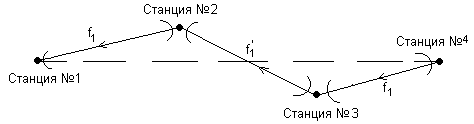 Станция №2
f1
f1'
Станция №4
Станция №1
f1
Станция №3